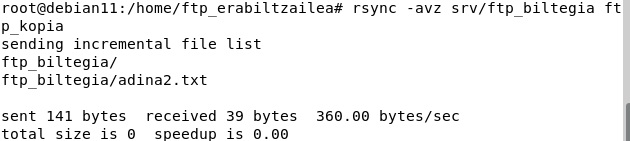 root@debian11:/home/ftp_erabiltzailea# rsync -avz srv/ftp_biltegia ft
p_kopia
sending incremental file list
ftp_biltegia/
ftp_biltegia/adina2.txt

sent 141 bytes  received 39 bytes  360.00 bytes/sec
total size is 0  speedup is 0.00